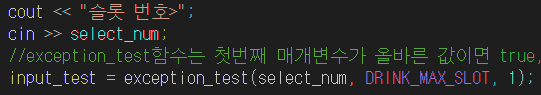 cout << "슬롯 번호>";
cin >> select_num;
//exception_test함수는 첫번째 매개변수가 올바른 값이면 true,
input_test = exception_test(select_num, DRINK_MAX_SLOT, 1);